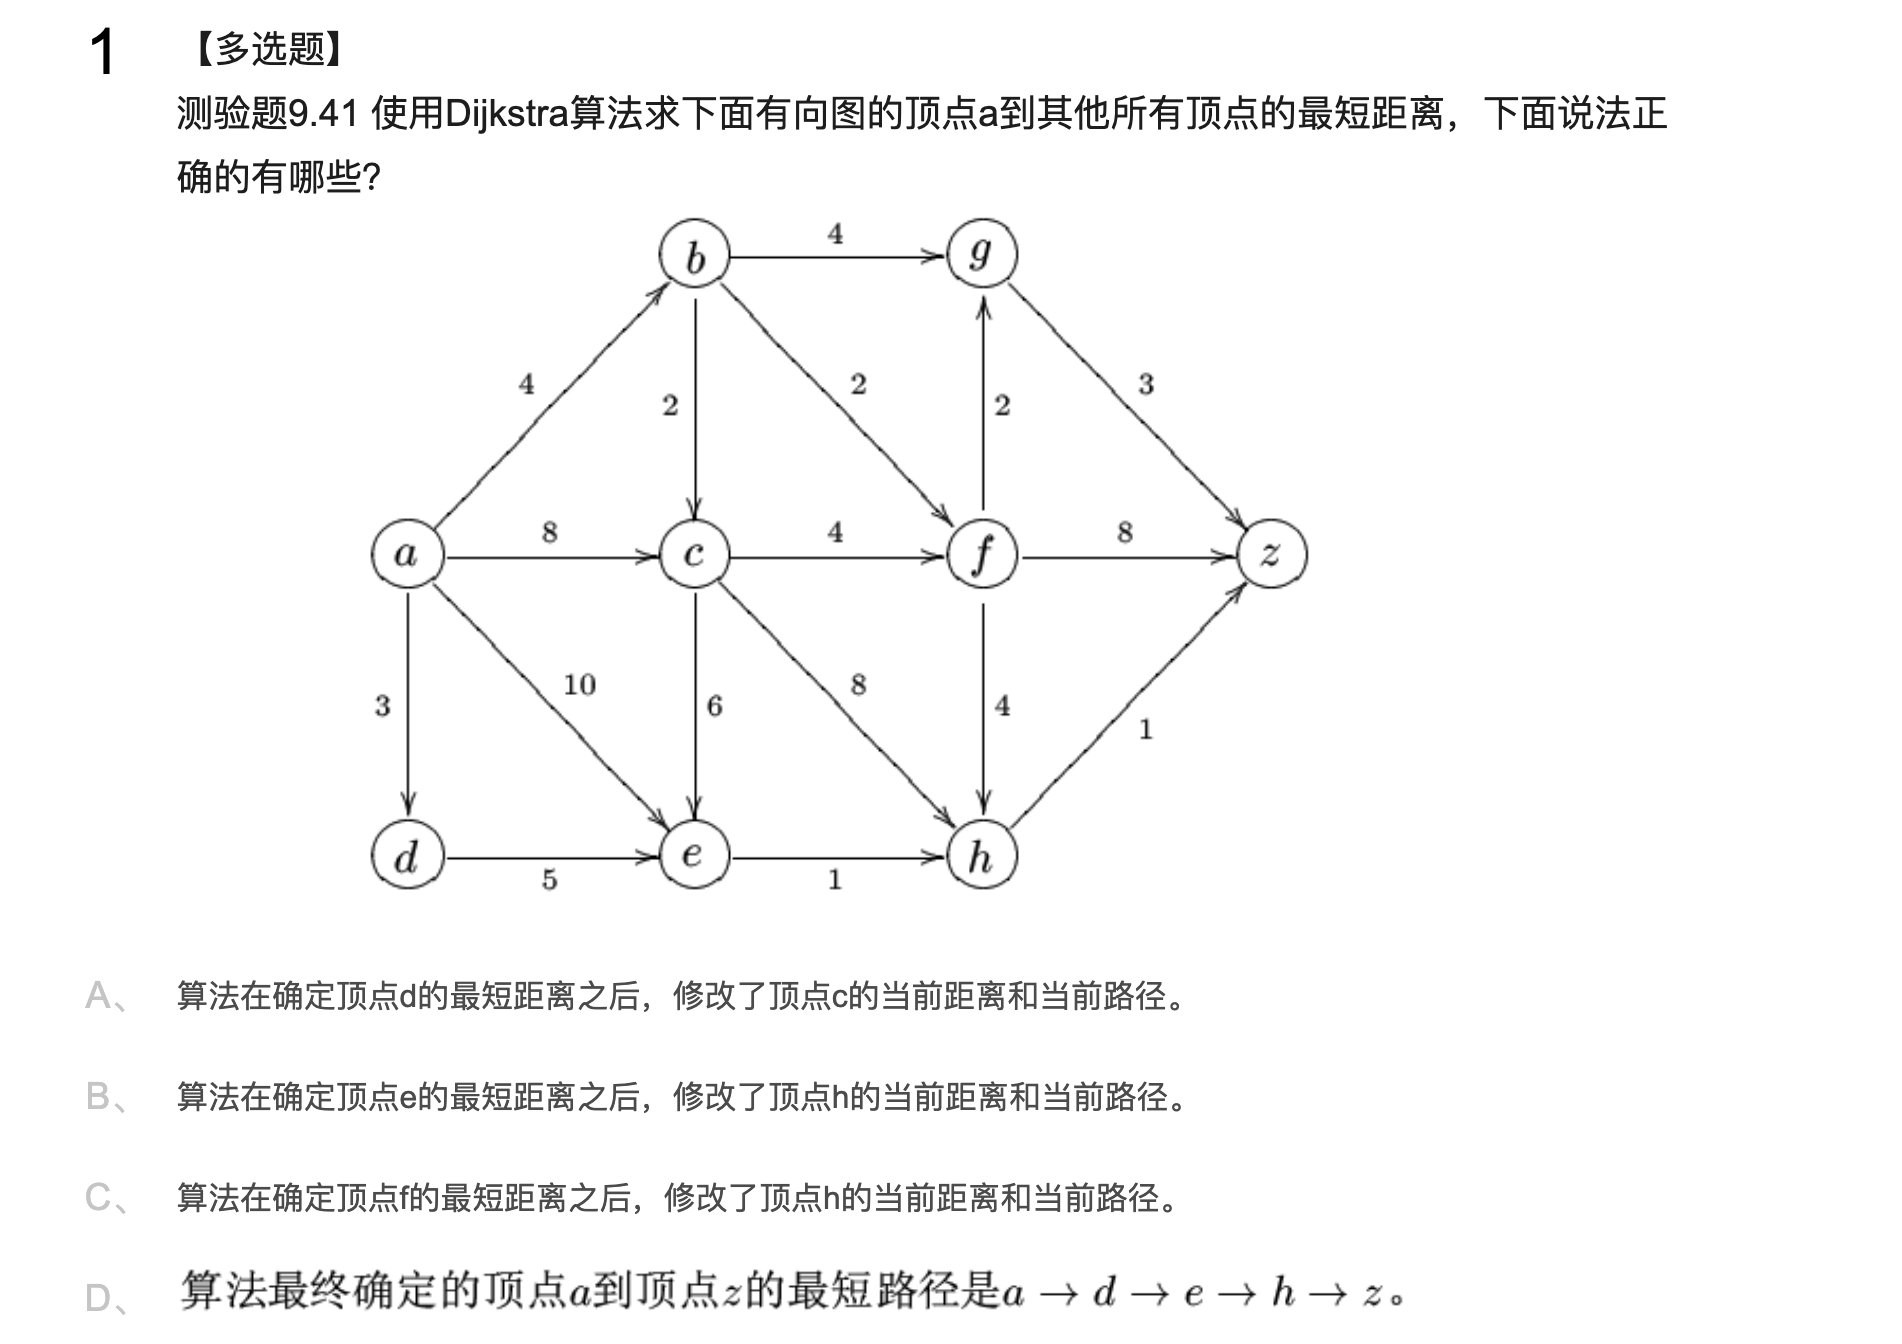 1 【多选题】
测验题9.41 使用Dijkstra算法求下面有向图的顶点a到其他所有顶点的最短距离，下面说法正
确的有哪些?
b 4 g
4 2 2 2 3
a 8 c 4 f 8 z
3 10 6 8 4 1
d 5 e 1 h
A、 算法在确定顶点d的最短距离之后，修改了顶点c的当前距离和当前路径。
B、 算法在确定顶点e的最短距离之后，修改了顶点h的当前距离和当前路径。
C、 算法在确定顶点f的最短距离之后，修改了顶点h的当前距离和当前路径。
D、 算法最终确定的顶点a到顶点z的最短路径是a → d → e → h → z。